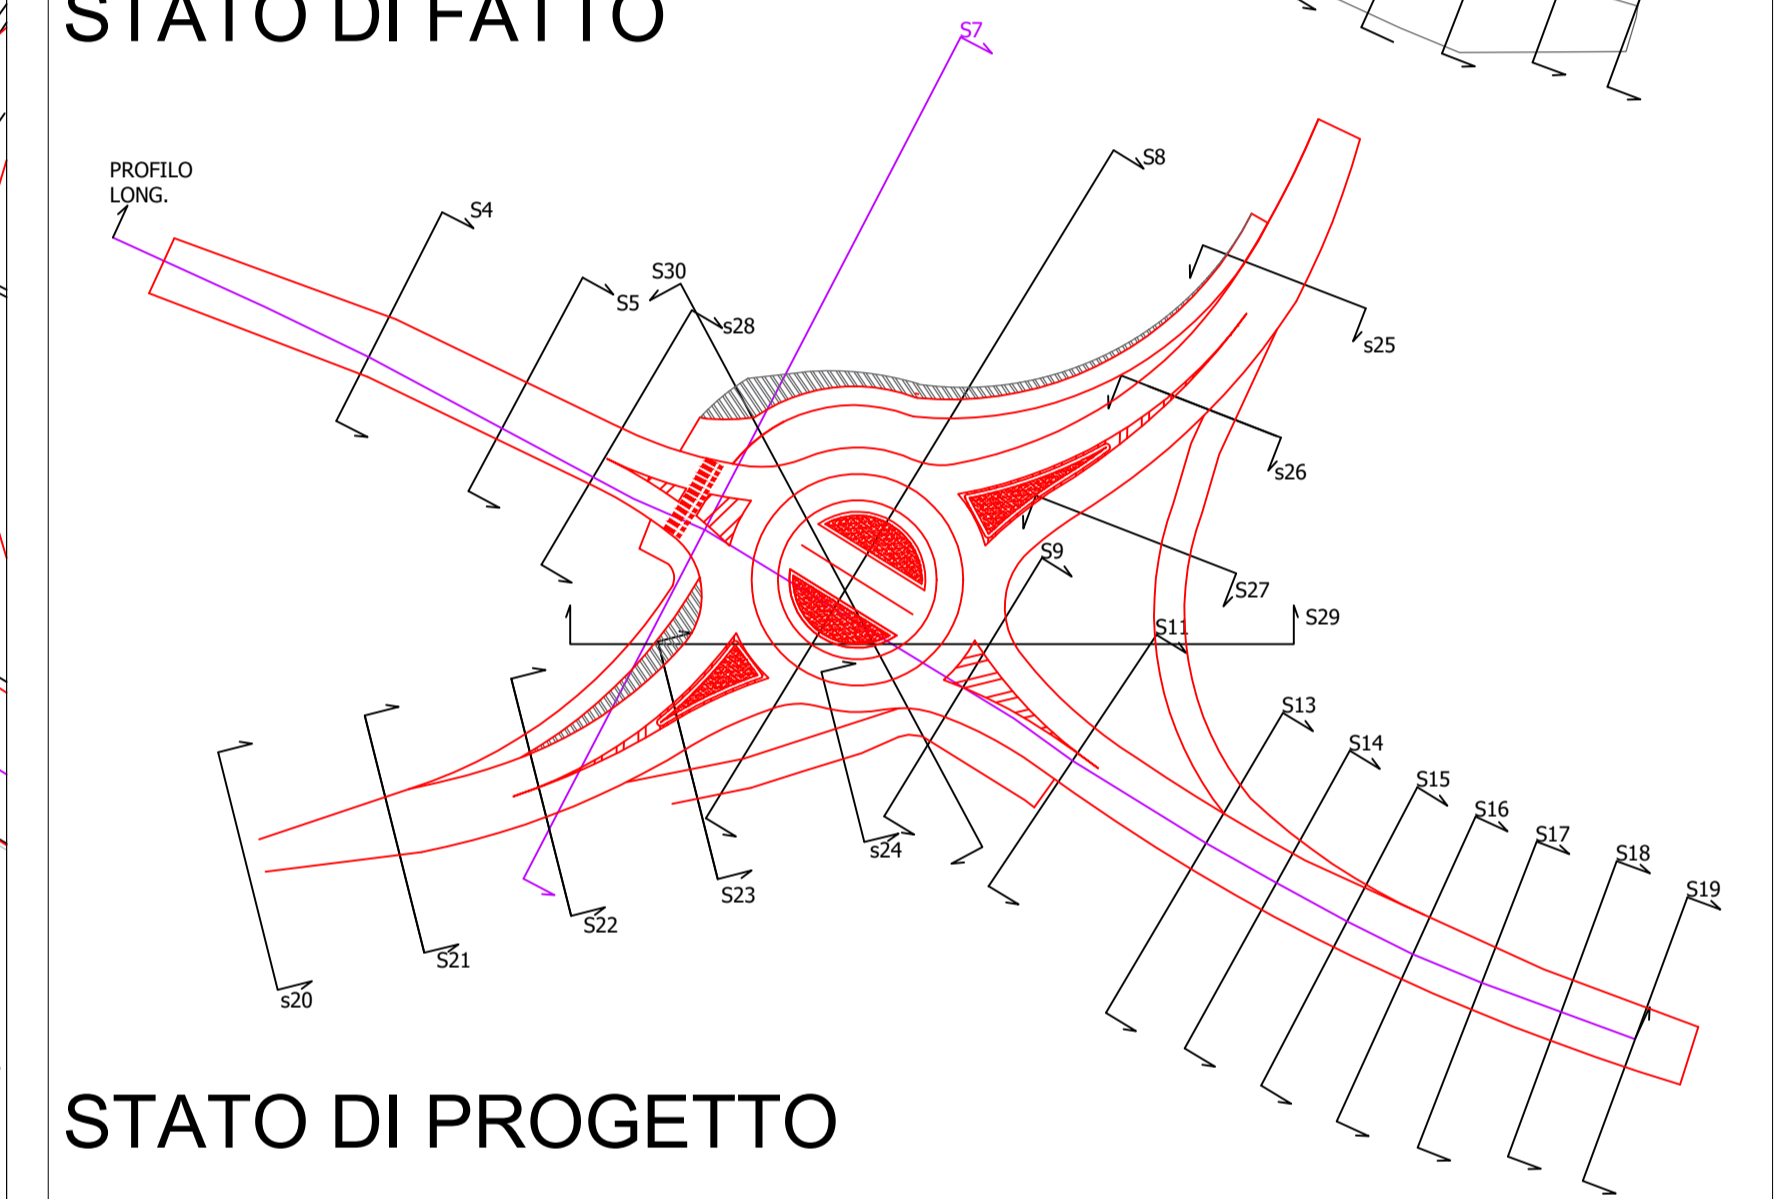 STATO DI FATTO
S7
S8
PROFILO
LONG.
S4
S30
S5
s28
s25
s26
S9
S27
S29
S11
S13
S14
S15
S16
S17
s24
S18
S23
S19
S22
S21
s20
STATO DI PROGETTO